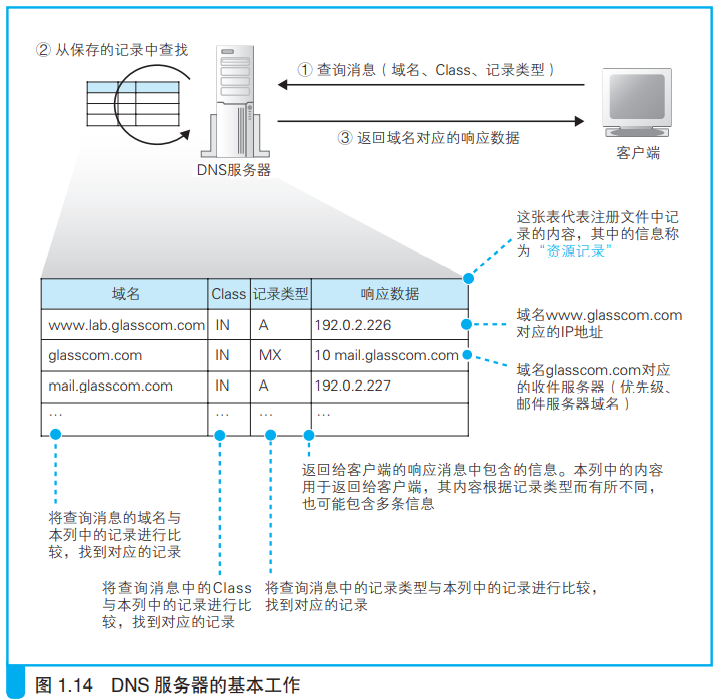 ② 从保存的记录中查找
① 查询消息（域名、Class、记录类型）
③ 返回域名对应的响应数据
DNS服务器
客户端
这张表代表注册文件中记
录的内容，其中的信息称
为“资源记录”
域名 Class 记录类型 响应数据
www.lab.glasscom.com IN A 192.0.2.226
glasscom.com IN MX 10 mail.glasscom.com
mail.glasscom.com IN A 192.0.2.227
… … … …
域名www.glasscom.com
对应的IP地址
域名glasscom.com对应
的收件服务器（优先级、
邮件服务器域名）
返回给客户端的响应消息中包含的信息。本列中的内容
用于返回给客户端，其内容根据记录类型而有所不同，
也可能包含多条信息
将查询消息的域名与
本列中的记录进行比
较，找到对应的记录
将查询消息中的Class
与本列中的记录进行比
较，找到对应的记录
将查询消息中的记录类型与本列中的记录进行比较，
找到对应的记录
图 1.14 DNS 服务器的基本工作